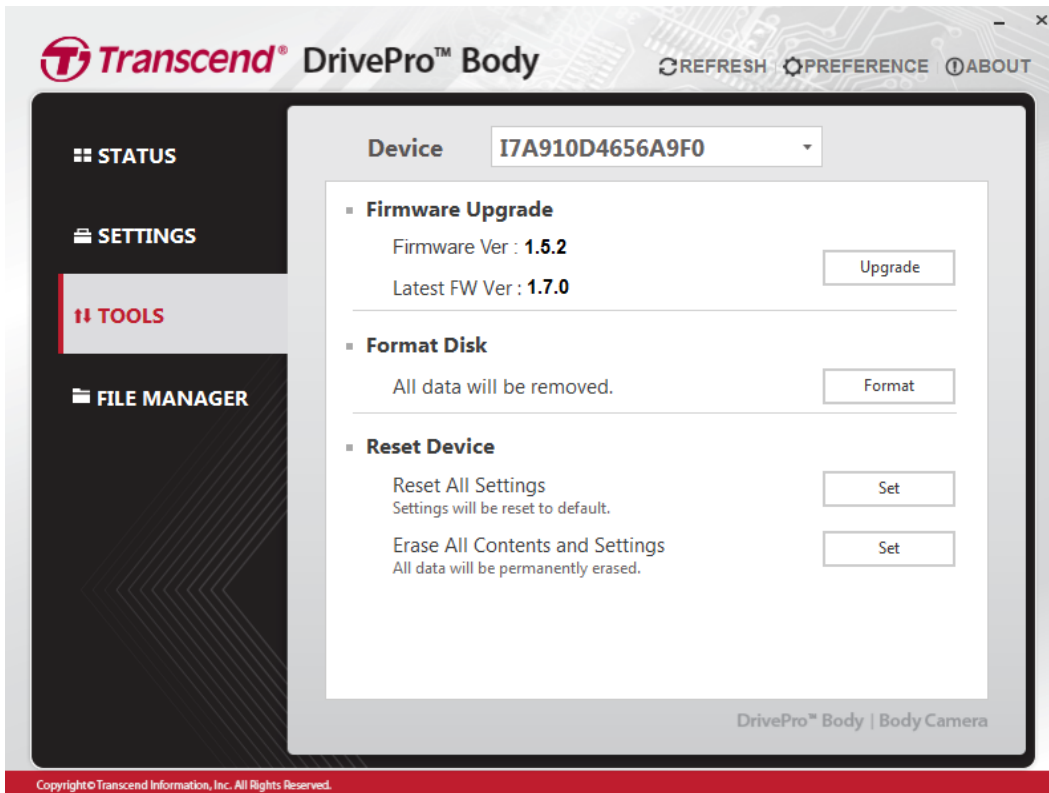 Transcend® DrivePro™ Body
REFRESH PREFERENCE ABOUT
STATUS
SETTINGS
TOOLS
FILE MANAGER
Device I7A910D4656A9F0
Firmware Upgrade
Firmware Ver : 1.5.2
Latest FW Ver : 1.7.0
Upgrade
Format Disk
All data will be removed.
Format
Reset Device
Reset All Settings
Settings will be reset to default.
Set
Erase All Contents and Settings
All data will be permanently erased.
Set
DrivePro™ Body | Body Camera
Copyright© Transcend Information, Inc. All Rights Reserved.